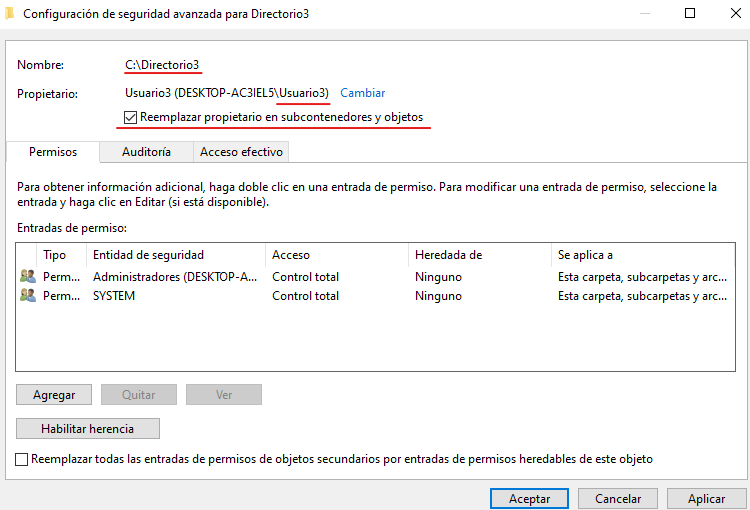 Configuración de seguridad avanzada para Directorio3
Nombre: C:\Directorio3
Propietario: Usuario3 (DESKTOP-AC3IEL5\Usuario3) Cambiar
Reemplazar propietario en subcontenedores y objetos
Permisos Auditoría Acceso efectivo
Para obtener información adicional, haga doble clic en una entrada de permiso. Para modificar una entrada de permiso, seleccione la
entrada y haga clic en Editar (si está disponible).
Entradas de permiso:
Tipo Entidad de seguridad Acceso Heredada de Se aplica a
Perm... Administradores (DESKTOP-A... Control total Ninguno Esta carpeta, subcarpetas y arc...
Perm... SYSTEM Control total Ninguno Esta carpeta, subcarpetas y arc...
Agregar Quitar Ver
Habilitar herencia
Reemplazar todas las entradas de permisos de objetos secundarios por entradas de permisos heredables de este objeto
Aceptar Cancelar Aplicar